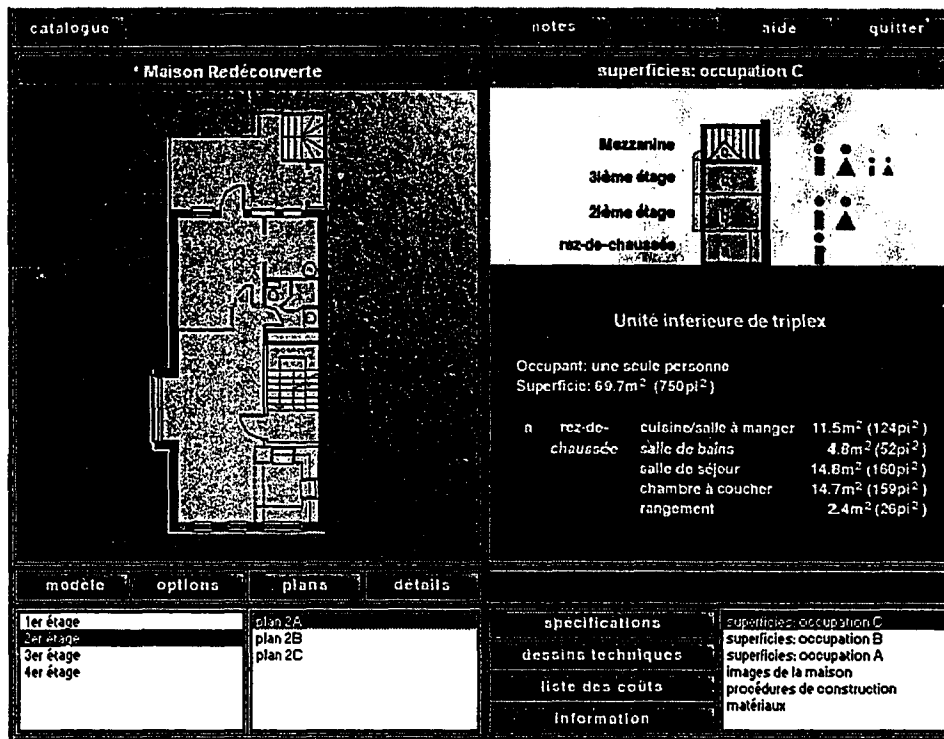 catalogue
notes
aide
quitter
* Maison Redécouverte
superficies: occupation C
Mezzanine
3ième étage
2ième étage
rez-de-chaussée
Unité inferieure de triplex
Occupant: une seule personne
Superficie: 69.7m² (750pi²)
n rez-de- cuisine/salle à manger 11.5m² (124pi²)
chaussée salle de bains 4.8m² (52pi²)
salle de séjour 14.8m² (160pi²)
chambre à coucher 14.7m² (159pi²)
rangement 2.4m² (26pi²)
modèle
options
plans
détails
1er étage
2er étage
3er étage
4er étage
plan 2A
plan 2B
plan 2C
spécifications
dessins techniques
liste des coûts
information
superficies: occupation C
superficies: occupation B
superficies: occupation A
images de la maison
procédures de construction
matériaux